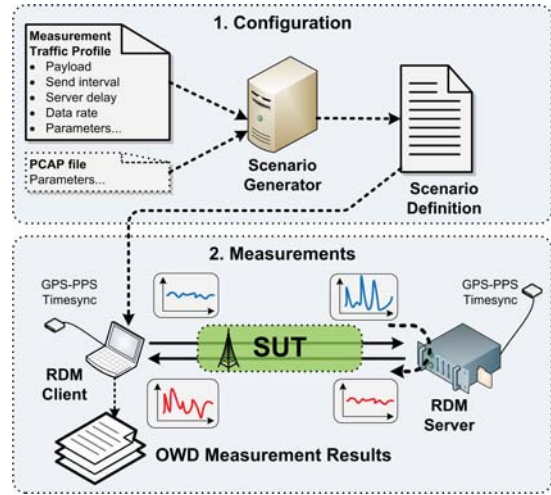 1. Configuration
Measurement
Traffic Profile
• Payload
• Send interval
• Server delay
• Data rate
• Parameters...
PCAP file
Parameters...
Scenario
Generator
Scenario
Definition
2. Measurements
GPS-PPS
Timesync
GPS-PPS
Timesync
SUT
RDM
Client
RDM
Server
OWD Measurement Results